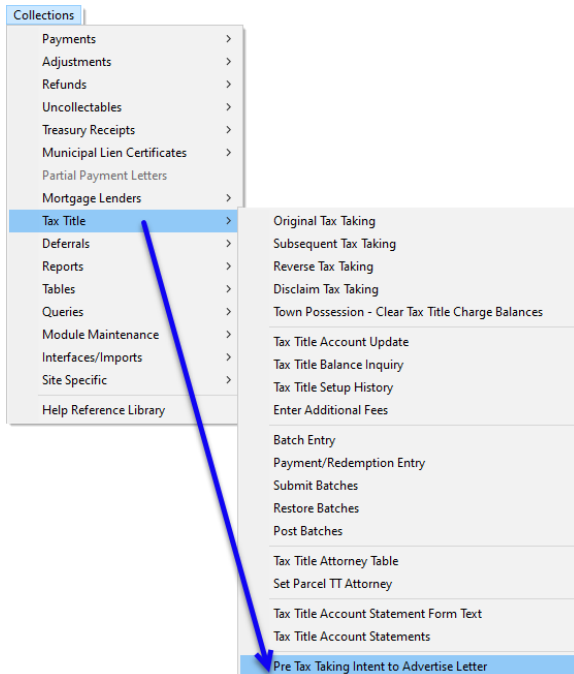 Collections
Payments
Adjustments
Refunds
Uncollectables
Treasury Receipts
Municipal Lien Certificates
Partial Payment Letters
Mortgage Lenders
Tax Title
Deferrals
Reports
Tables
Queries
Module Maintenance
Interfaces/Imports
Site Specific
Help Reference Library
Original Tax Taking
Subsequent Tax Taking
Reverse Tax Taking
Disclaim Tax Taking
Town Possession - Clear Tax Title Charge Balances
Tax Title Account Update
Tax Title Balance Inquiry
Tax Title Setup History
Enter Additional Fees
Batch Entry
Payment/Redemption Entry
Submit Batches
Restore Batches
Post Batches
Tax Title Attorney Table
Set Parcel TT Attorney
Tax Title Account Statement Form Text
Tax Title Account Statements
Pre Tax Taking Intent to Advertise Letter